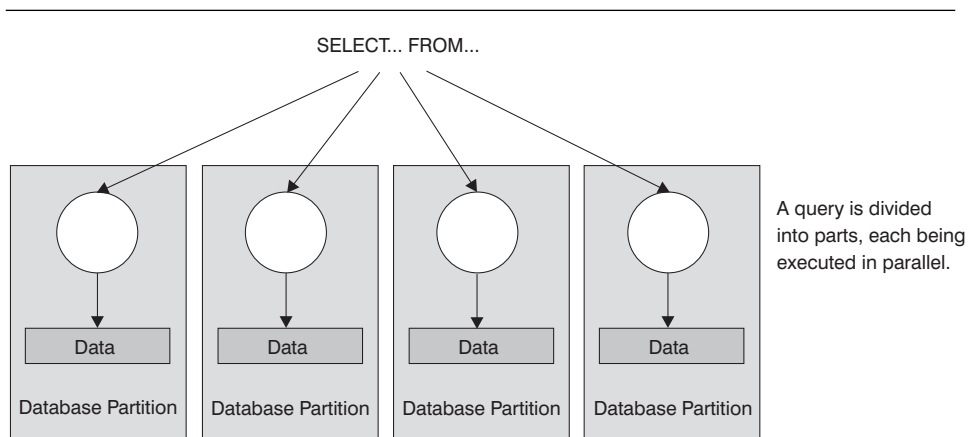 SELECT... FROM...
A query is divided
into parts, each being
executed in parallel.
Data
Data
Data
Data
Database Partition
Database Partition
Database Partition
Database Partition